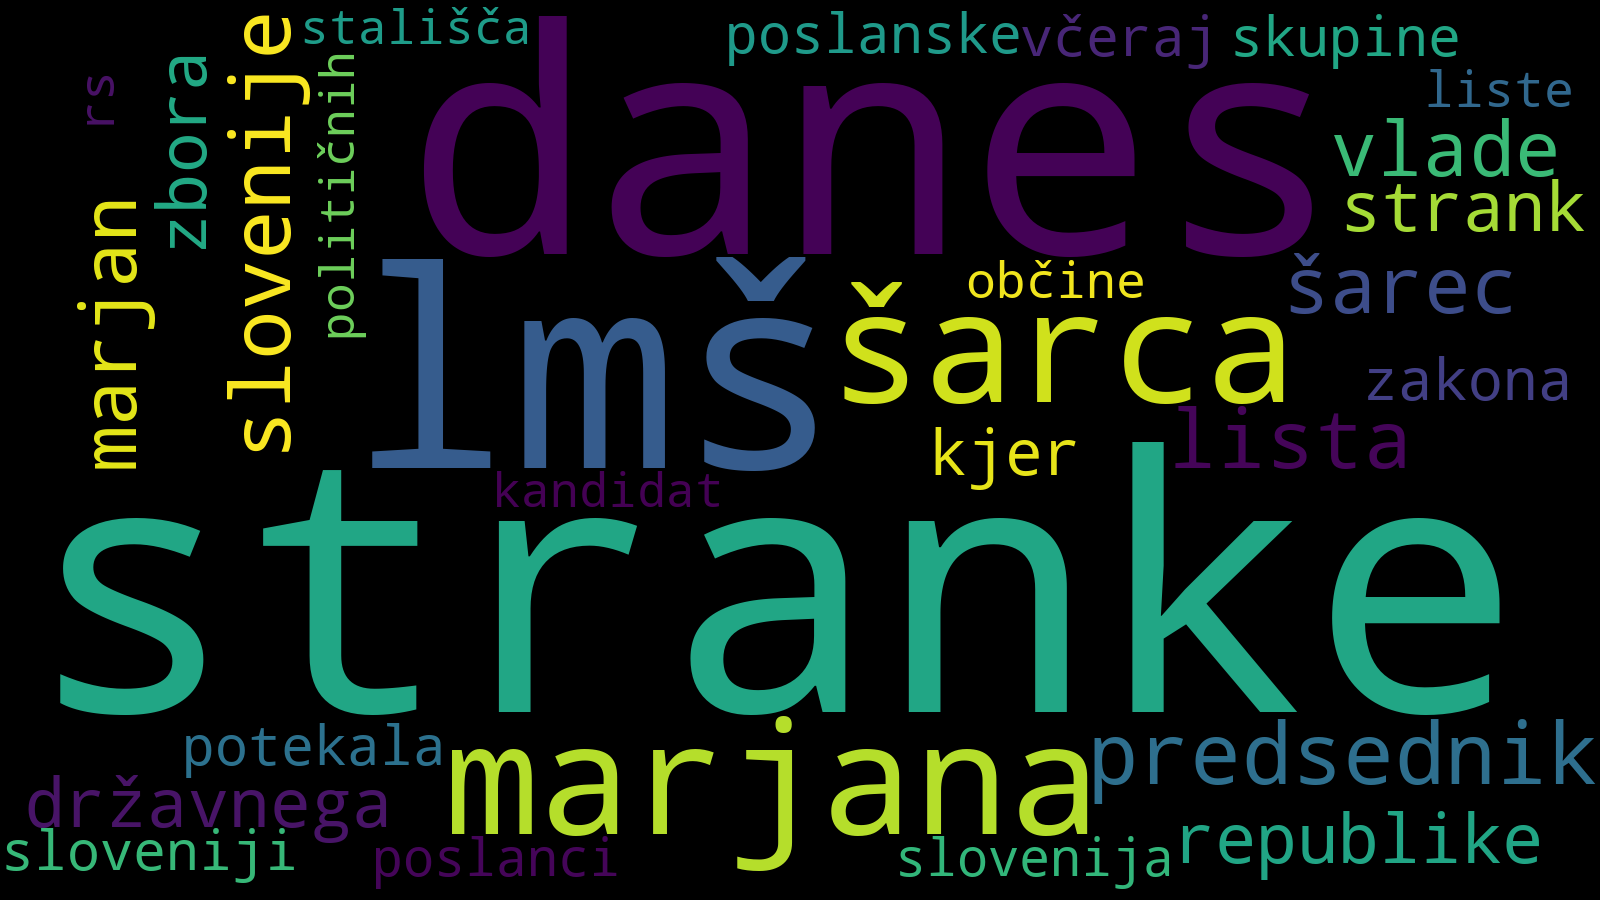 stališča
poslanske
včeraj
skupine
rs
zbora
slovenije
političnih
danes
liste
vlade
strank
marjan
lmš
občine
šarca
šarec
zakona
kjer
lista
kandidat
stranke
potekala
marjana
predsednik
državnega
republike
sloveniji
poslanci
slovenija